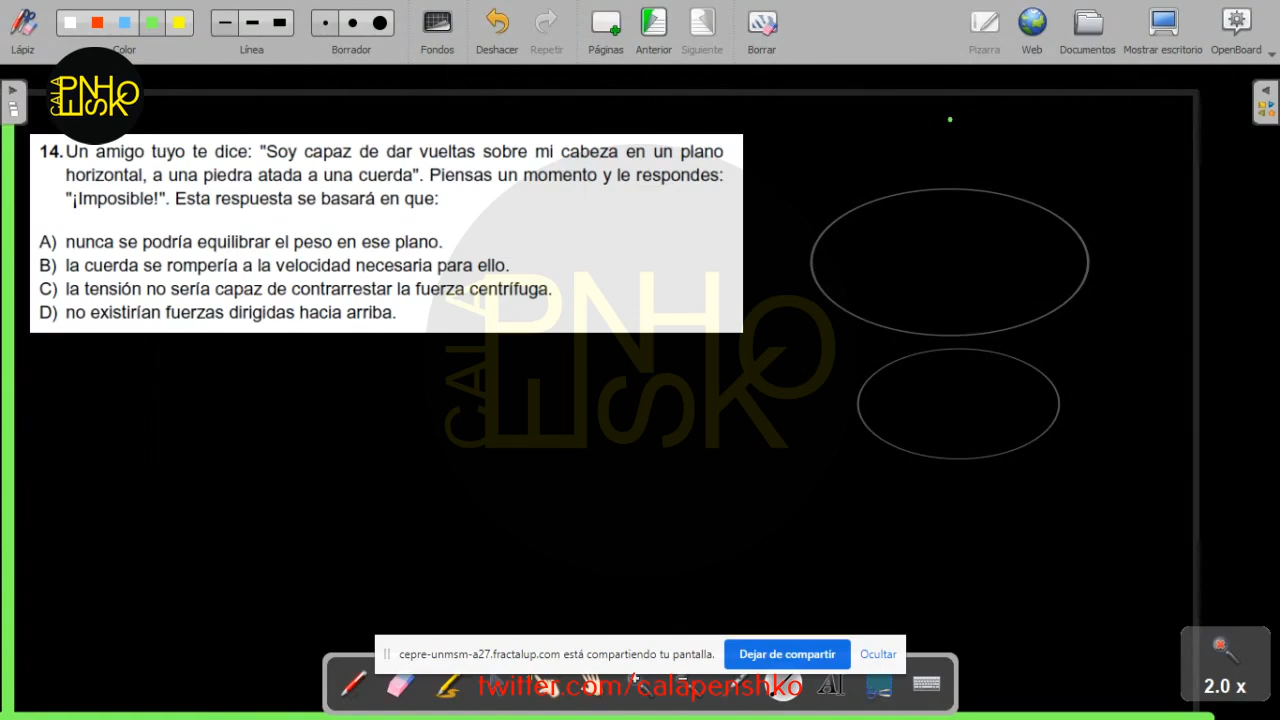 Lápiz
Color
Línea
Borrador
Fondos
Deshacer
Repetir
Páginas
Anterior
Siguiente
Borrar
Pizarra
Web
Documentos
Mostrar escritorio
OpenBoard
CALA
PENSHKO
14. Un amigo tuyo te dice: "Soy capaz de dar vueltas sobre mi cabeza en un plano
horizontal, a una piedra atada a una cuerda". Piensas un momento y le respondes:
"¡Imposible!". Esta respuesta se basará en que:
A) nunca se podría equilibrar el peso en ese plano.
B) la cuerda se rompería a la velocidad necesaria para ello.
C) la tensión no sería capaz de contrarrestar la fuerza centrífuga.
D) no existirían fuerzas dirigidas hacia arriba.
CALA
PENSHKO
cepre-unmsm-a27.fractalup.com está compartiendo tu pantalla.
Dejar de compartir
Ocultar
twitter.com/calapenshko
AI
2.0 x